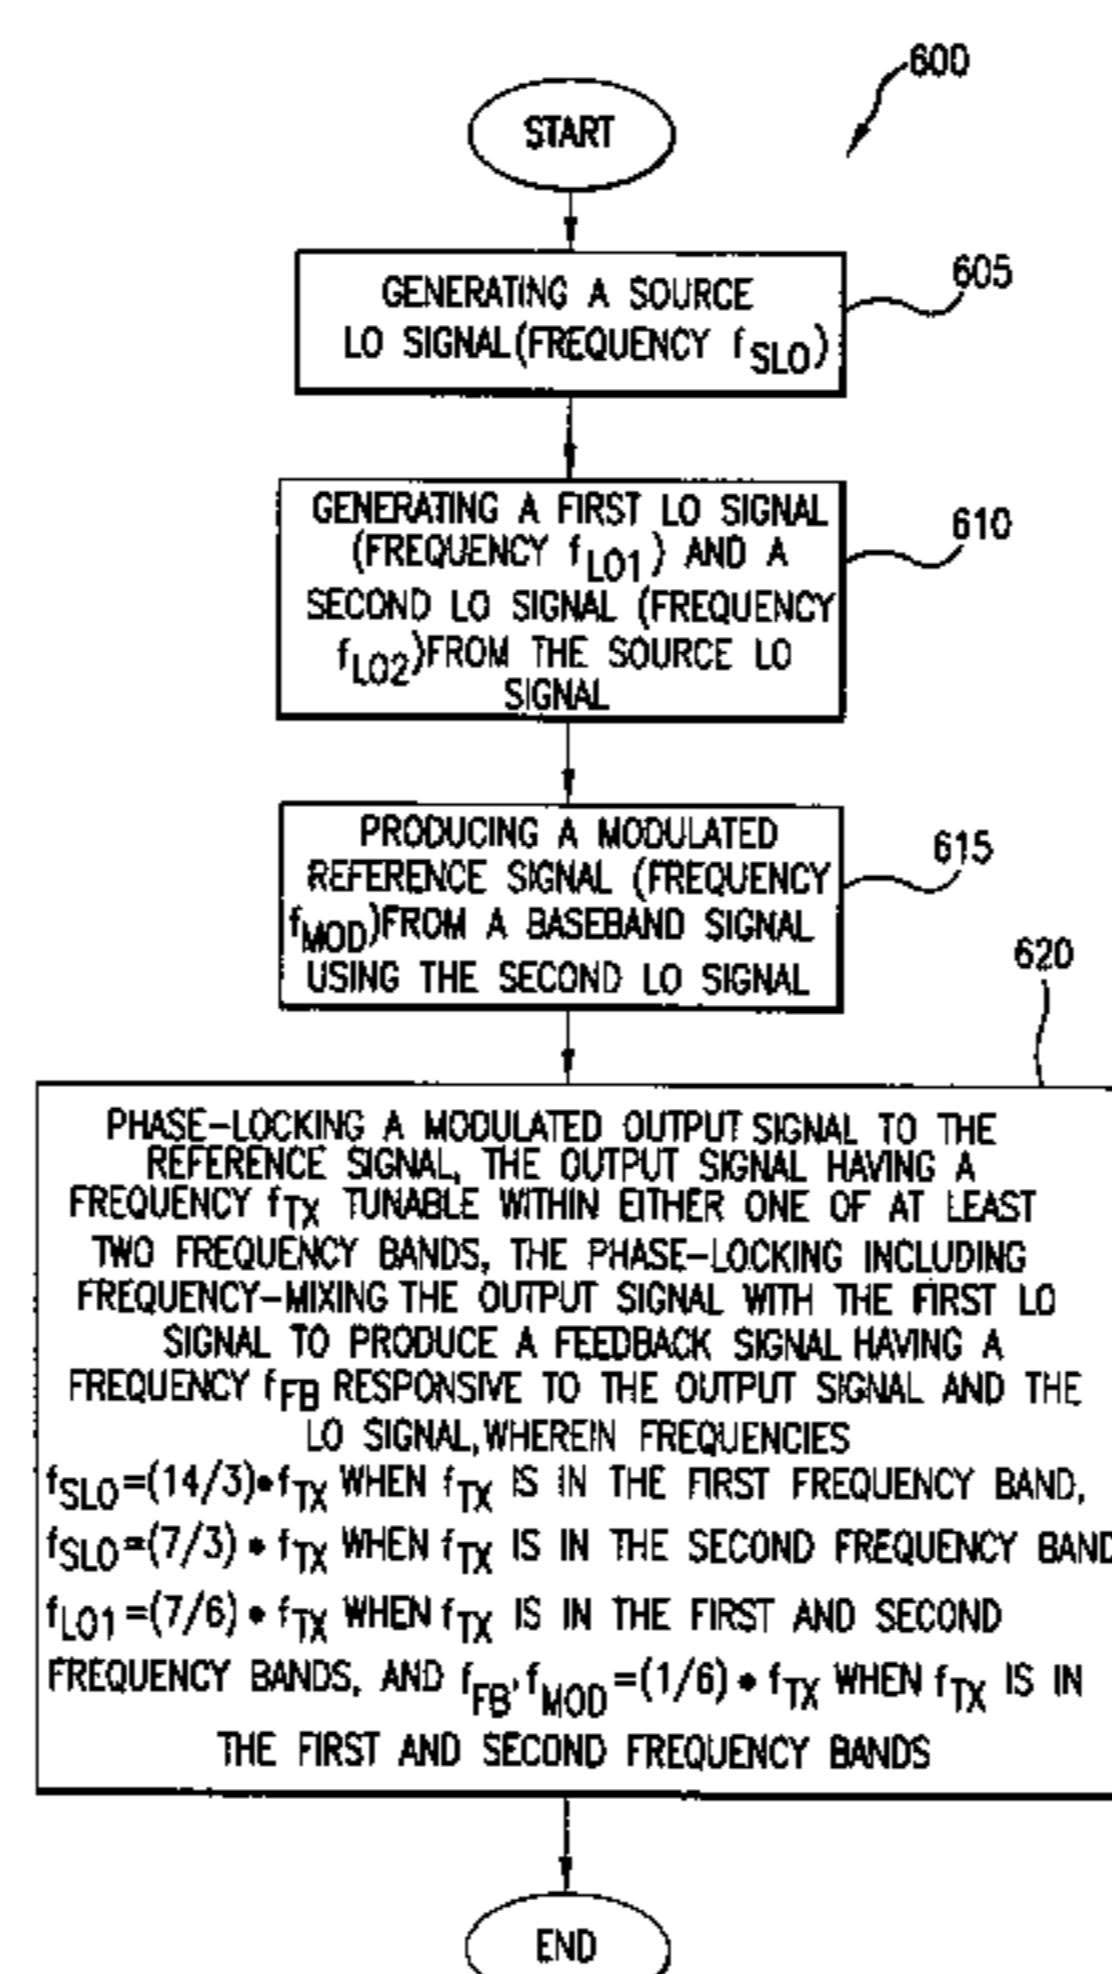 600
START
605
GENERATING A SOURCE
LO SIGNAL(FREQUENCY fSLO)
610
GENERATING A FIRST LO SIGNAL
(FREQUENCY fLO1) AND A
SECOND LO SIGNAL (FREQUENCY
fLO2)FROM THE SOURCE LO
SIGNAL
615
PRODUCING A MODULATED
REFERENCE SIGNAL (FREQUENCY
fMOD)FROM A BASEBAND SIGNAL
USING THE SECOND LO SIGNAL
620
PHASE-LOCKING A MODULATED OUTPUT SIGNAL TO THE
REFERENCE SIGNAL, THE OUTPUT SIGNAL HAVING A
FREQUENCY fTX TUNABLE WITHIN EITHER ONE OF AT LEAST
TWO FREQUENCY BANDS, THE PHASE-LOCKING INCLUDING
FREQUENCY-MIXING THE OUTPUT SIGNAL WITH THE FIRST LO
SIGNAL TO PRODUCE A FEEDBACK SIGNAL HAVING A
FREQUENCY fFB RESPONSIVE TO THE OUTPUT SIGNAL AND THE
LO SIGNAL,WHEREIN FREQUENCIES
fSLO=(14/3)•fTX WHEN fTX IS IN THE FIRST FREQUENCY BAND,
fSLO=(7/3)•fTX WHEN fTX IS IN THE SECOND FREQUENCY BAND
fLO1=(7/6)•fTX WHEN fTX IS IN THE FIRST AND SECOND
FREQUENCY BANDS, AND fFB,fMOD=(1/6)•fTX WHEN fTX IS IN
THE FIRST AND SECOND FREQUENCY BANDS
END